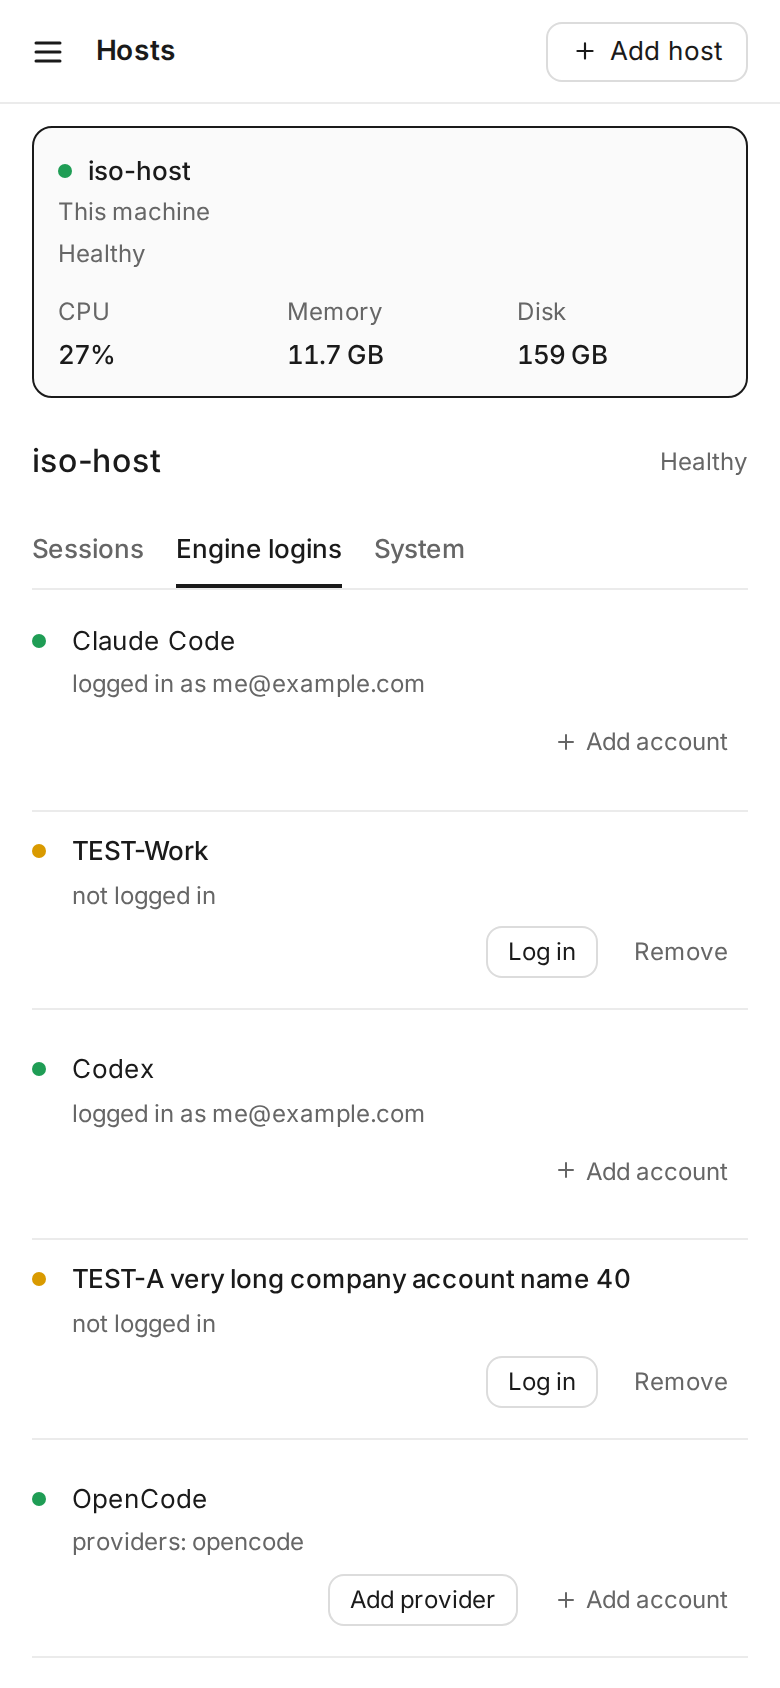 Hosts
+ Add host
iso-host
This machine
Healthy
CPU Memory Disk
27% 11.7 GB 159 GB
iso-host Healthy
Sessions Engine logins System
Claude Code
logged in as me@example.com
+ Add account
TEST-Work
not logged in
Log in Remove
Codex
logged in as me@example.com
+ Add account
TEST-A very long company account name 40
not logged in
Log in Remove
OpenCode
providers: opencode
Add provider + Add account